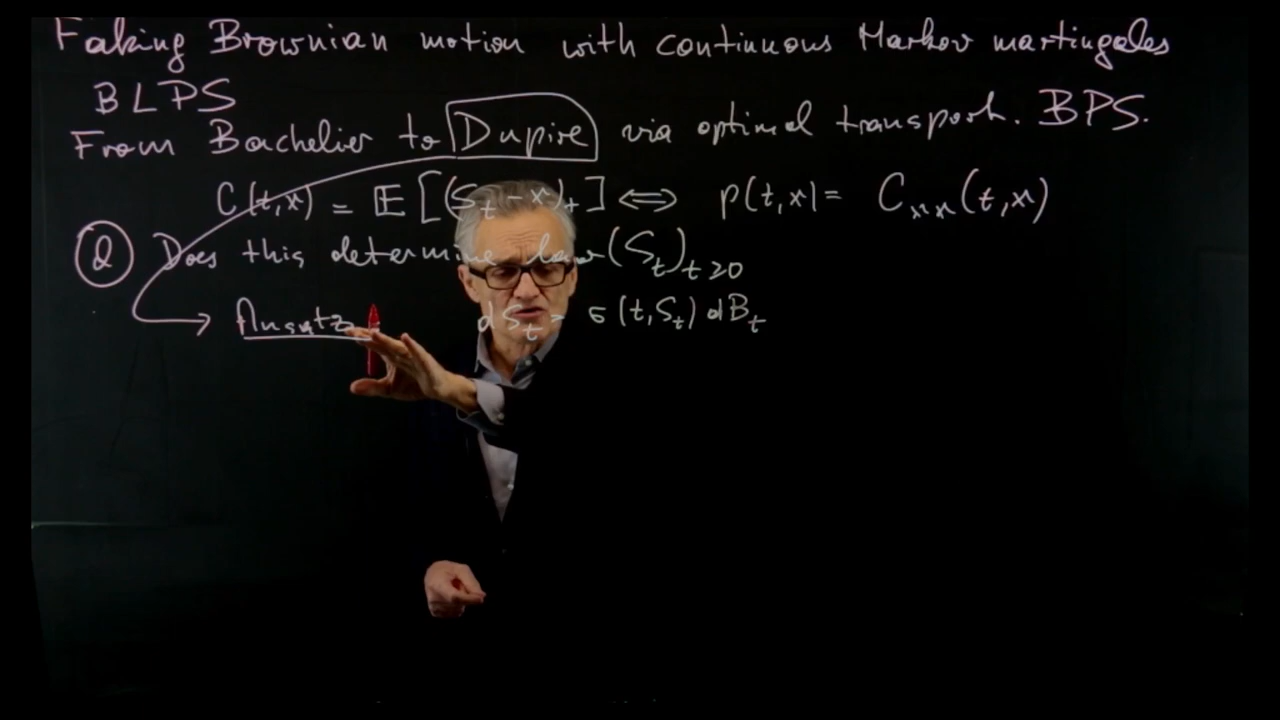 Faking Brownian motion with continuous Markov martingales
BLPS
From Bachelier to Dupire via optimal transport. BPS.
C(t,x) = 𝔼[(S_t - x)_+] ⟺ p(t,x) = C_xx(t,x)
Q Does this determine law (S_t)_t≥0
→ Ansatz dS_t = σ(t,S_t) dB_t